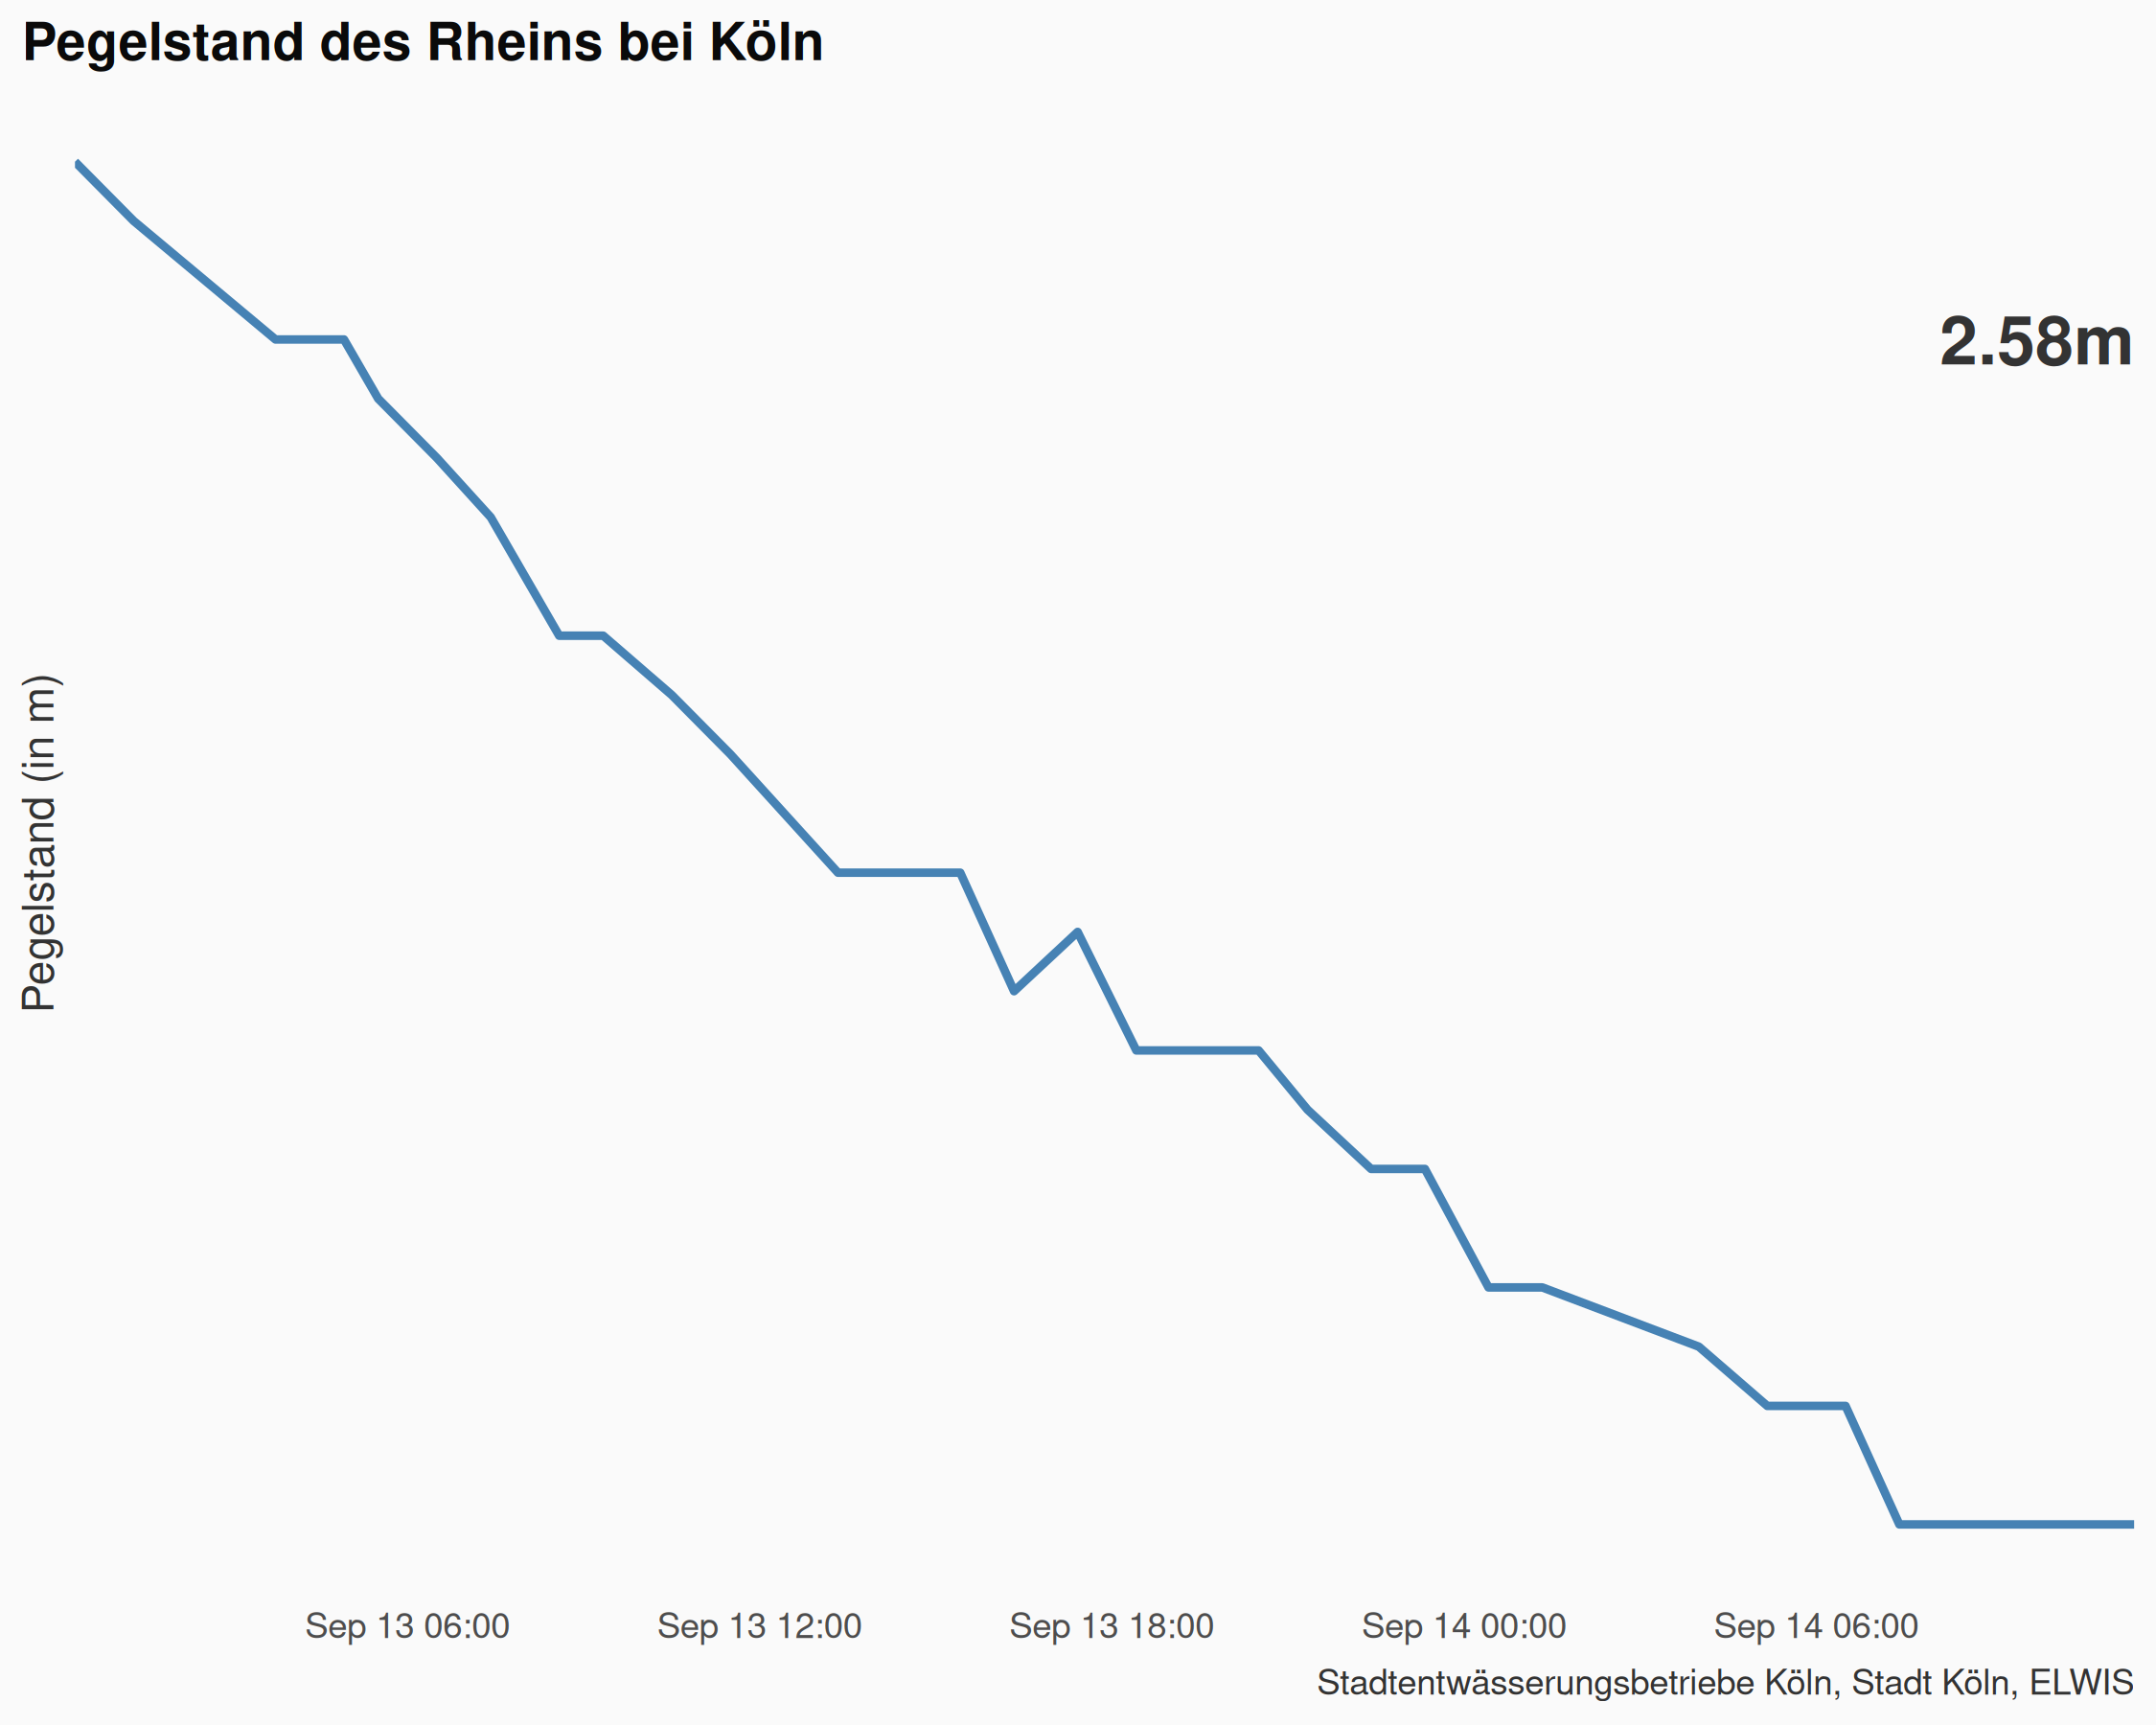 Pegelstand des Rheins bei Köln
2.58m
Pegelstand (in m)
Sep 13 06:00
Sep 13 12:00
Sep 13 18:00
Sep 14 00:00
Sep 14 06:00
Stadtentwässerungsbetriebe Köln, Stadt Köln, ELWIS